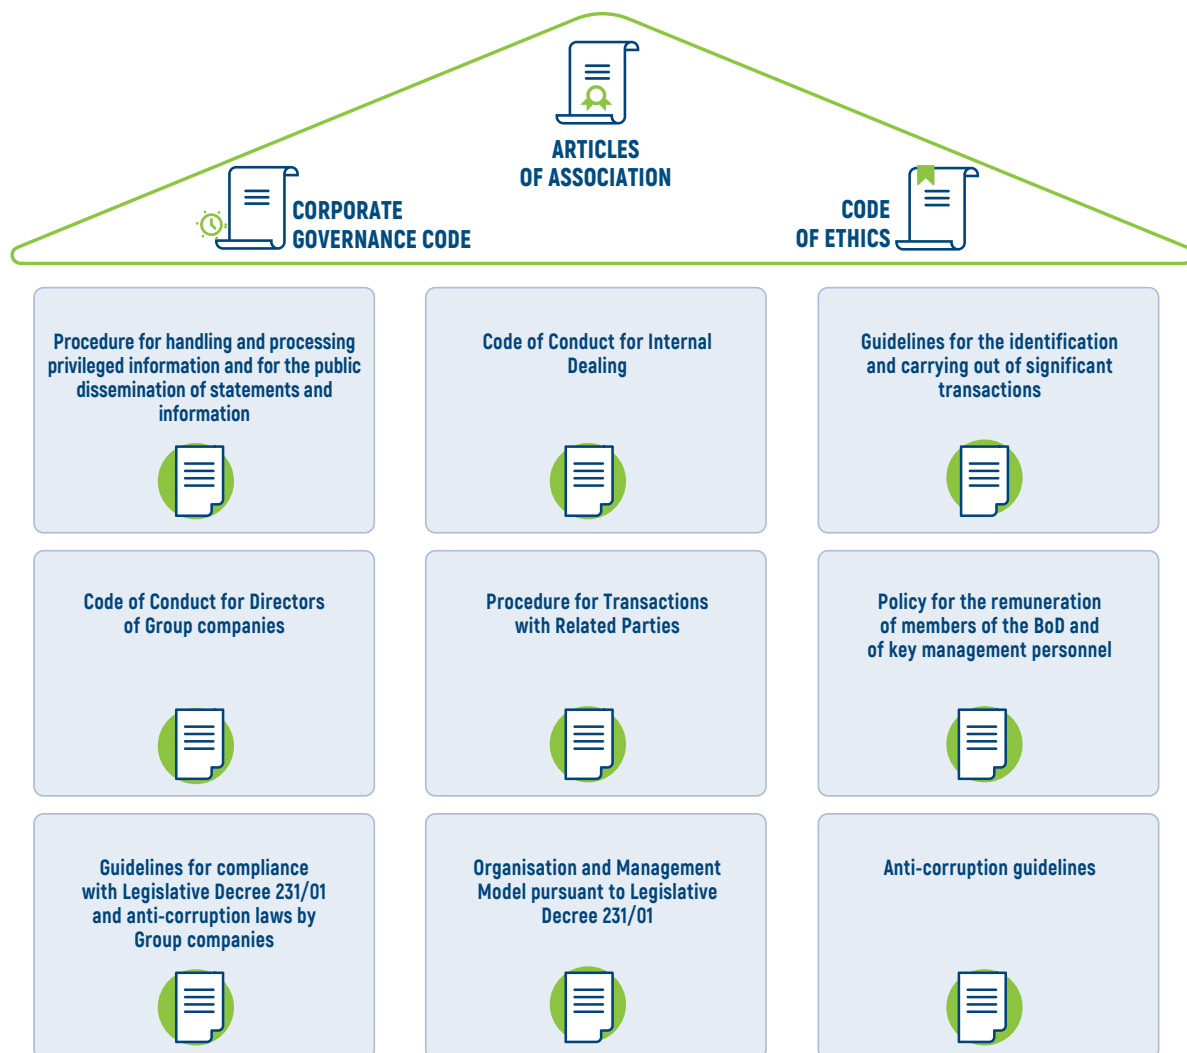 ARTICLES
OF ASSOCIATION
CORPORATE
GOVERNANCE CODE
CODE
OF ETHICS
Procedure for handling and processing
privileged information and for the public
dissemination of statements and
information
Code of Conduct for Internal
Dealing
Guidelines for the identification
and carrying out of significant
transactions
Code of Conduct for Directors
of Group companies
Procedure for Transactions
with Related Parties
Policy for the remuneration
of members of the BoD and
of key management personnel
Guidelines for compliance
with Legislative Decree 231/01
and anti-corruption laws by
Group companies
Organisation and Management
Model pursuant to Legislative
Decree 231/01
Anti-corruption guidelines